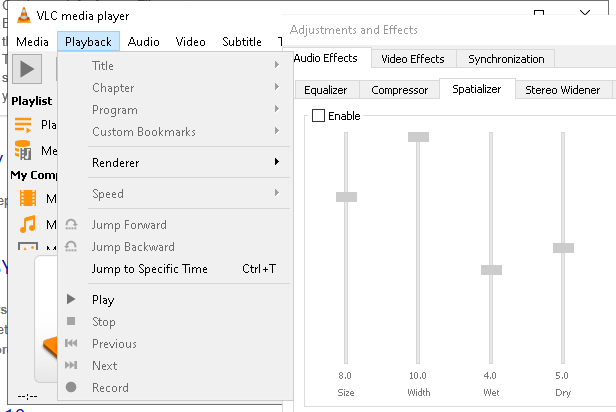 VLC media player
Media Playback Audio Video Subtitle T
Title
Chapter
Program
Custom Bookmarks
Renderer
Speed
Jump Forward
Jump Backward
Jump to Specific Time Ctrl+T
Play
Stop
Previous
Next
Record
Playlist
Pla
Me
My Comp
M
M
--:--
Adjustments and Effects
Audio Effects Video Effects Synchronization
Equalizer Compressor Spatializer Stereo Widener
Enable
8.0 10.0 4.0 5.0
Size Width Wet Dry